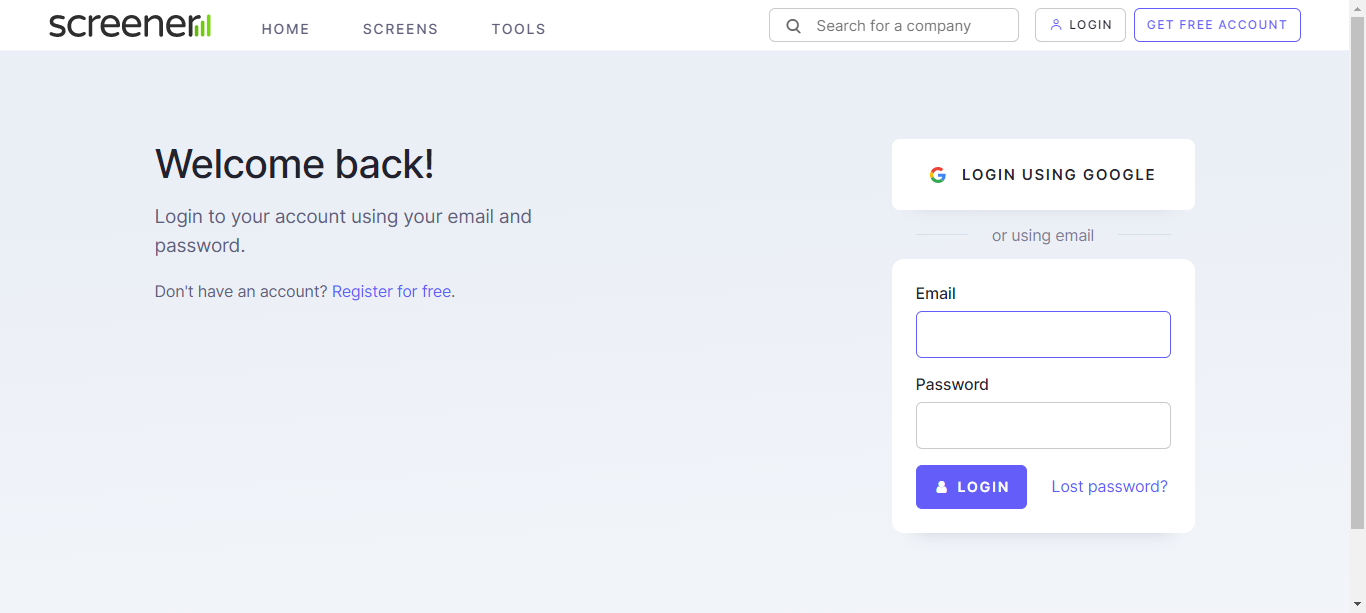 screener
HOME
SCREENS
TOOLS
Search for a company
LOGIN
GET FREE ACCOUNT
Welcome back!
Login to your account using your email and
password.
Don't have an account? Register for free.
LOGIN USING GOOGLE
or using email
Email
Password
LOGIN
Lost password?